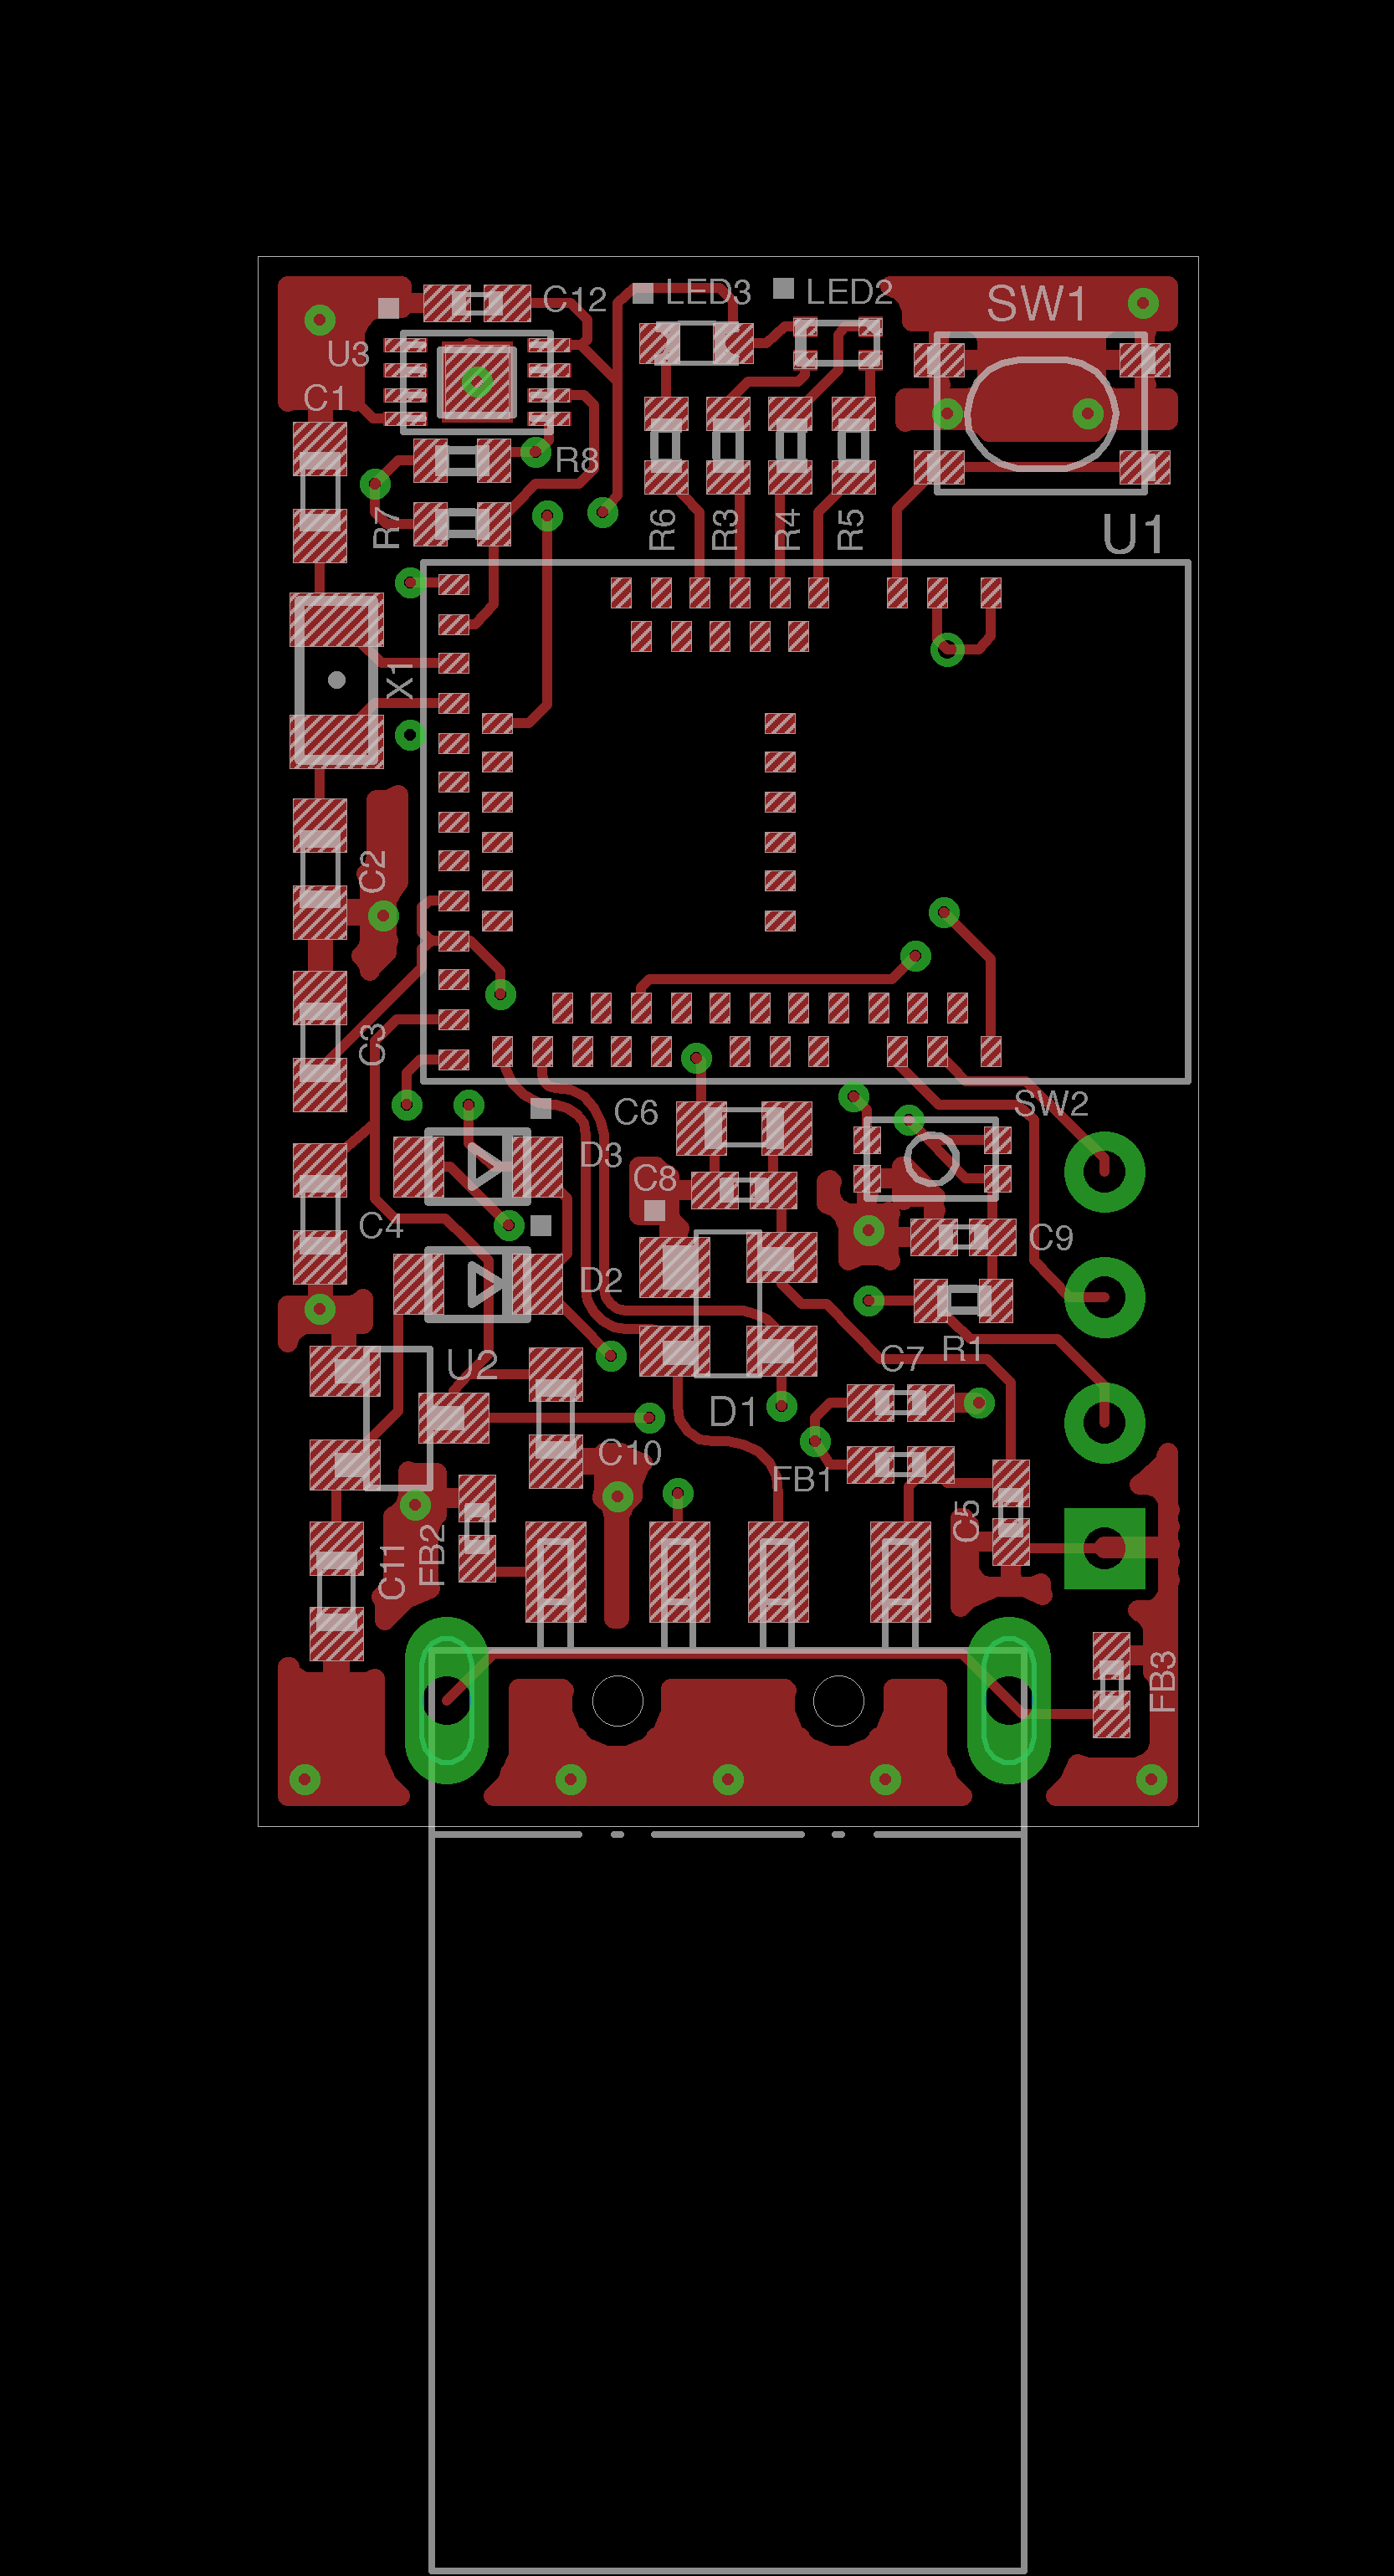 C12
LED3
LED2
SW1
U3
C1
R8
R7
R6
R3
R4
R5
U1
X1
C2
C3
C6
SW2
D3
C8
C4
C9
D2
U2
R1
C7
D1
C10
FB1
C5
FB2
C11
FB3